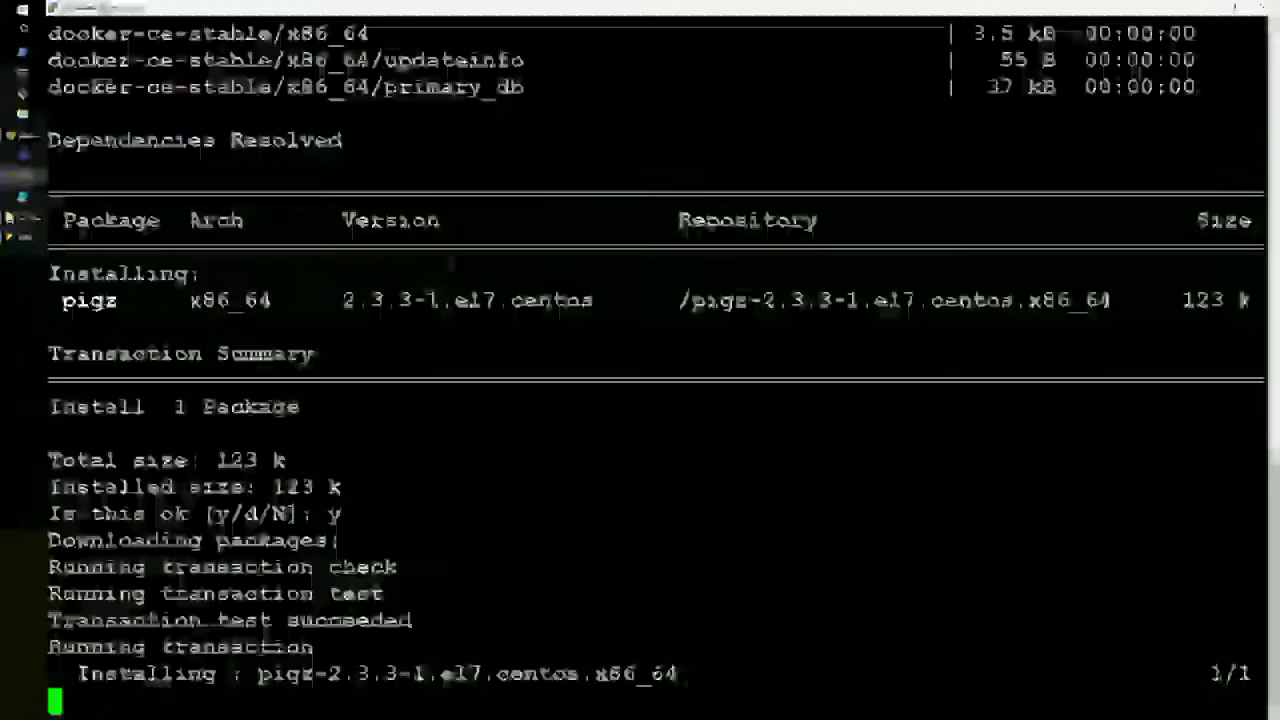 docker-ce-stable/x86_64 | 3.5 kB 00:00:00
docker-ce-stable/x86_64/updateinfo | 55 B 00:00:00
docker-ce-stable/x86_64/primary_db | 37 kB 00:00:00
Dependencies Resolved
Package Arch Version Repository Size
Installing:
pigz x86_64 2.3.3-1.el7.centos /pigz-2.3.3-1.el7.centos.x86_64 123 k
Transaction Summary
Install 1 Package
Total size: 123 k
Installed size: 123 k
Is this ok [y/d/N]: y
Downloading packages:
Running transaction check
Running transaction test
Transaction test succeeded
Running transaction
Installing : pigz-2.3.3-1.el7.centos.x86_64 1/1